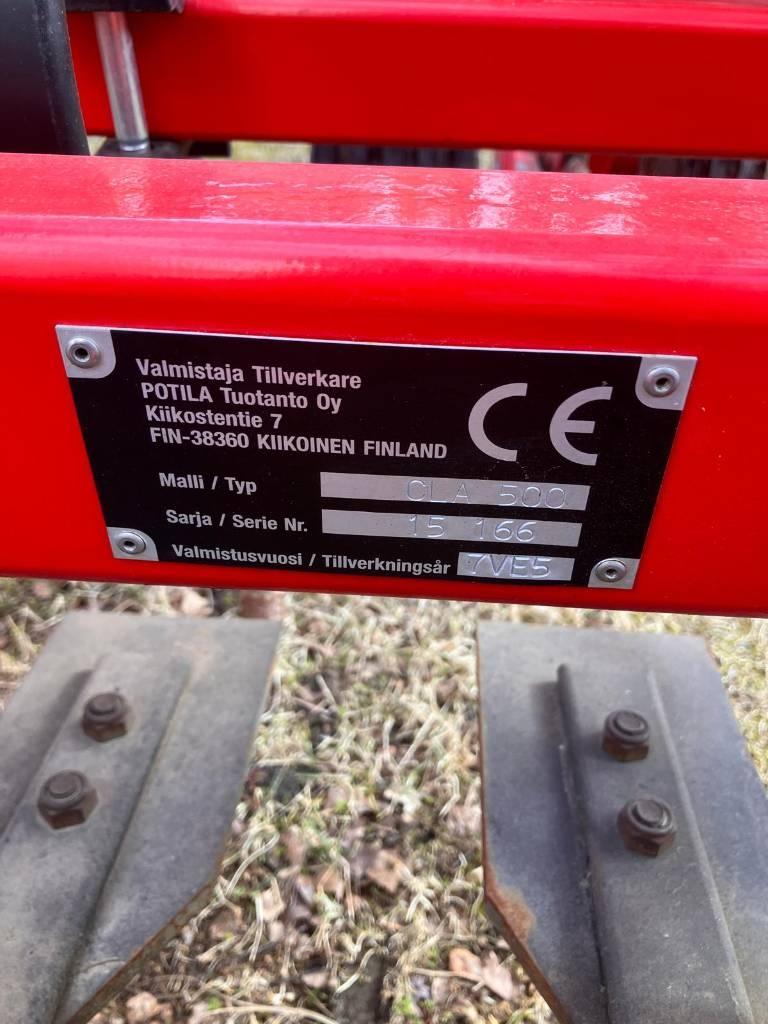 Valmistaja Tillverkare
POTILA Tuotanto Oy
Kiikostentie 7
FIN-38360 KIIKOINEN FINLAND
CE
Malli / Typ CLA 500
Sarja / Serie Nr. 15 166
Valmistusvuosi / Tillverkningsår 7VE5